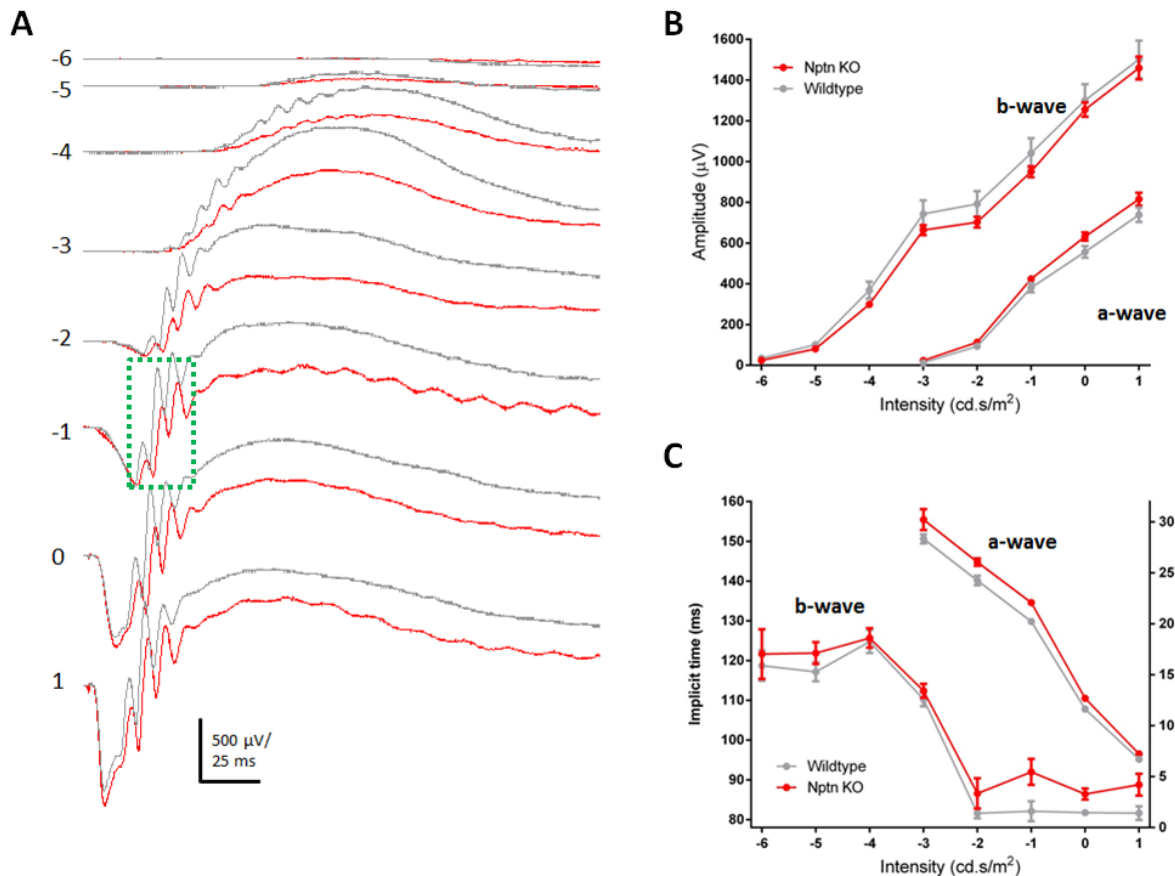 A
-6
-5
-4
-3
-2
-1
0
1
500 µV/
25 ms
B
1600
1400
1200
1000
800
600
400
200
0
Amplitude (µV)
Nptn KO
Wildtype
b-wave
a-wave
-6 -5 -4 -3 -2 -1 0 1
Intensity (cd.s/m²)
C
160
150
140
130
120
110
100
90
80
Implicit time (ms)
30
25
20
15
10
5
0
a-wave
b-wave
Wildtype
Nptn KO
-6 -5 -4 -3 -2 -1 0 1
Intensity (cd.s/m²)